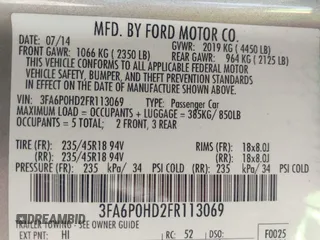 MFD. BY FORD MOTOR CO.
DATE: 07/14 GVWR: 2019 KG (4450 LB)
FRONT GAWR: 1066 KG (2350 LB) REAR GAWR: 964 KG (2125 LB)
THIS VEHICLE CONFORMS TO ALL APPLICABLE FEDERAL MOTOR
VEHICLE SAFETY, BUMPER, AND THEFT PREVENTION STANDARDS
IN EFFECT ON THE DATE OF MANUFACTURE SHOWN ABOVE.
VIN: 3FA6P0HD2FR113069 TYPE: Passenger Car
MAXIMUM LOAD = OCCUPANTS + LUGGAGE = 385KG/850LB
OCCUPANTS = 5 TOTAL: 2 FRONT, 3 REAR
TIRE (FR): 235/45R18 94V RIMS (FR): 18x8.0J
(RR): 235/45R18 94V (RR): 18x8.0J
PRESSURE (FR): 235 kPa/ 34 PSI COLD (RR): 235 kPa/ 34 PSI COLD
3FA6P0HD2FR113069
TRAILER TOWING - SEE OWNER GUIDE
EXT PNT: HI RC: 52 DSO: F0025
DREAMBID